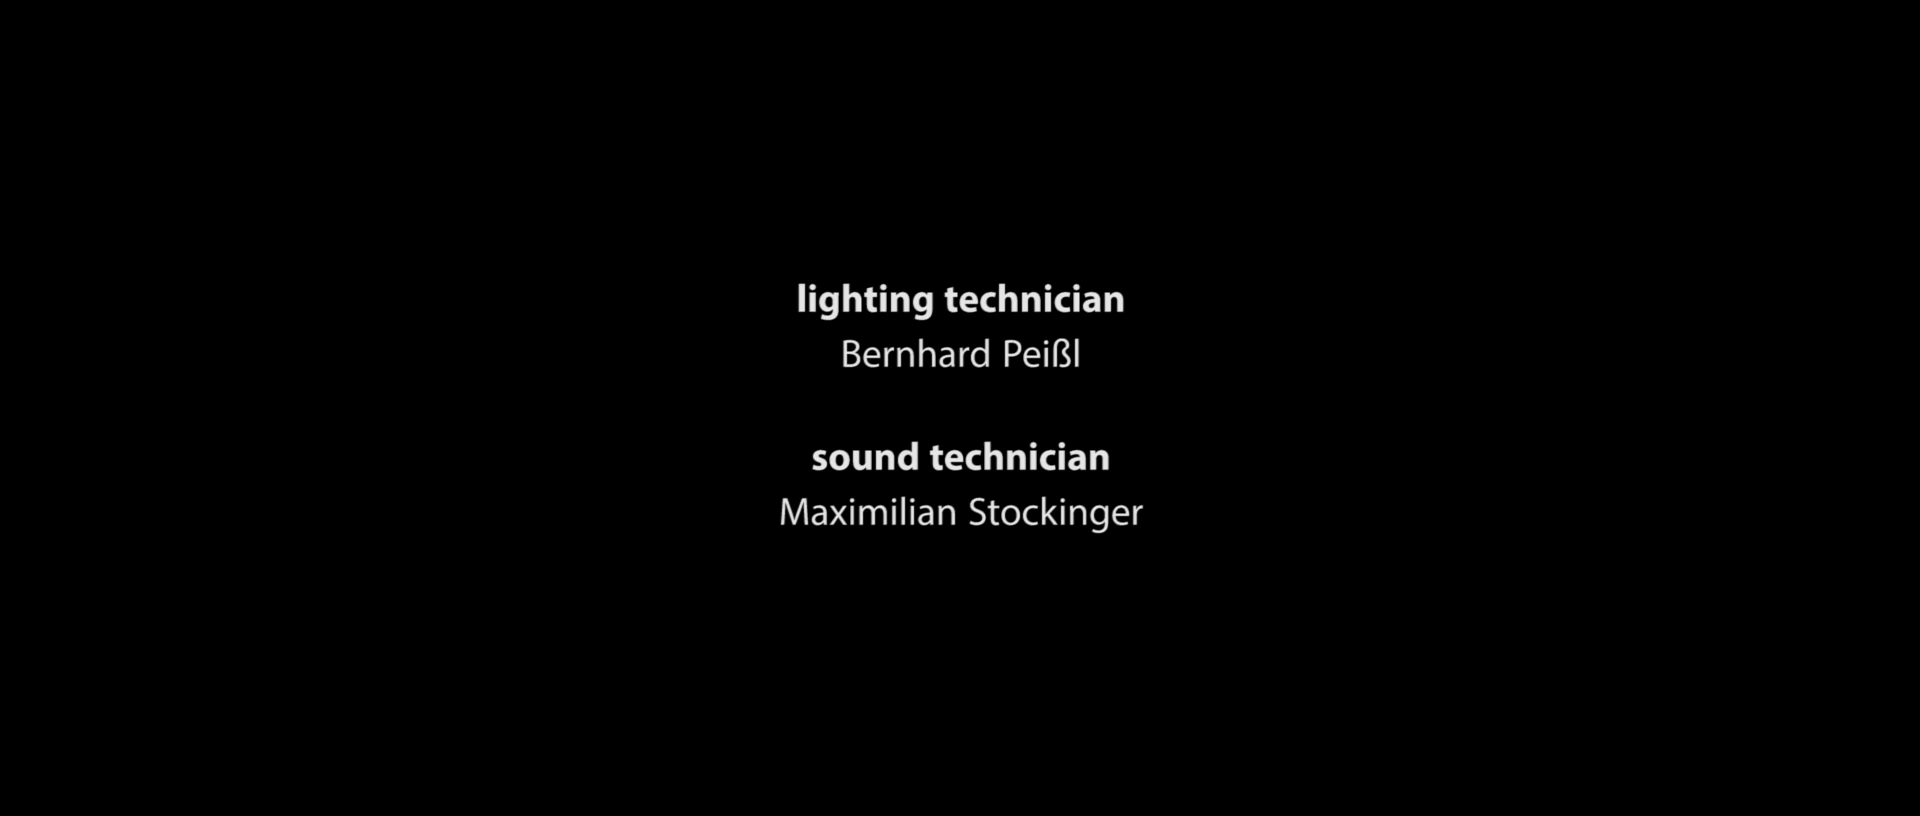 lighting technician
Bernhard Peißl
sound technician
Maximilian Stockinger